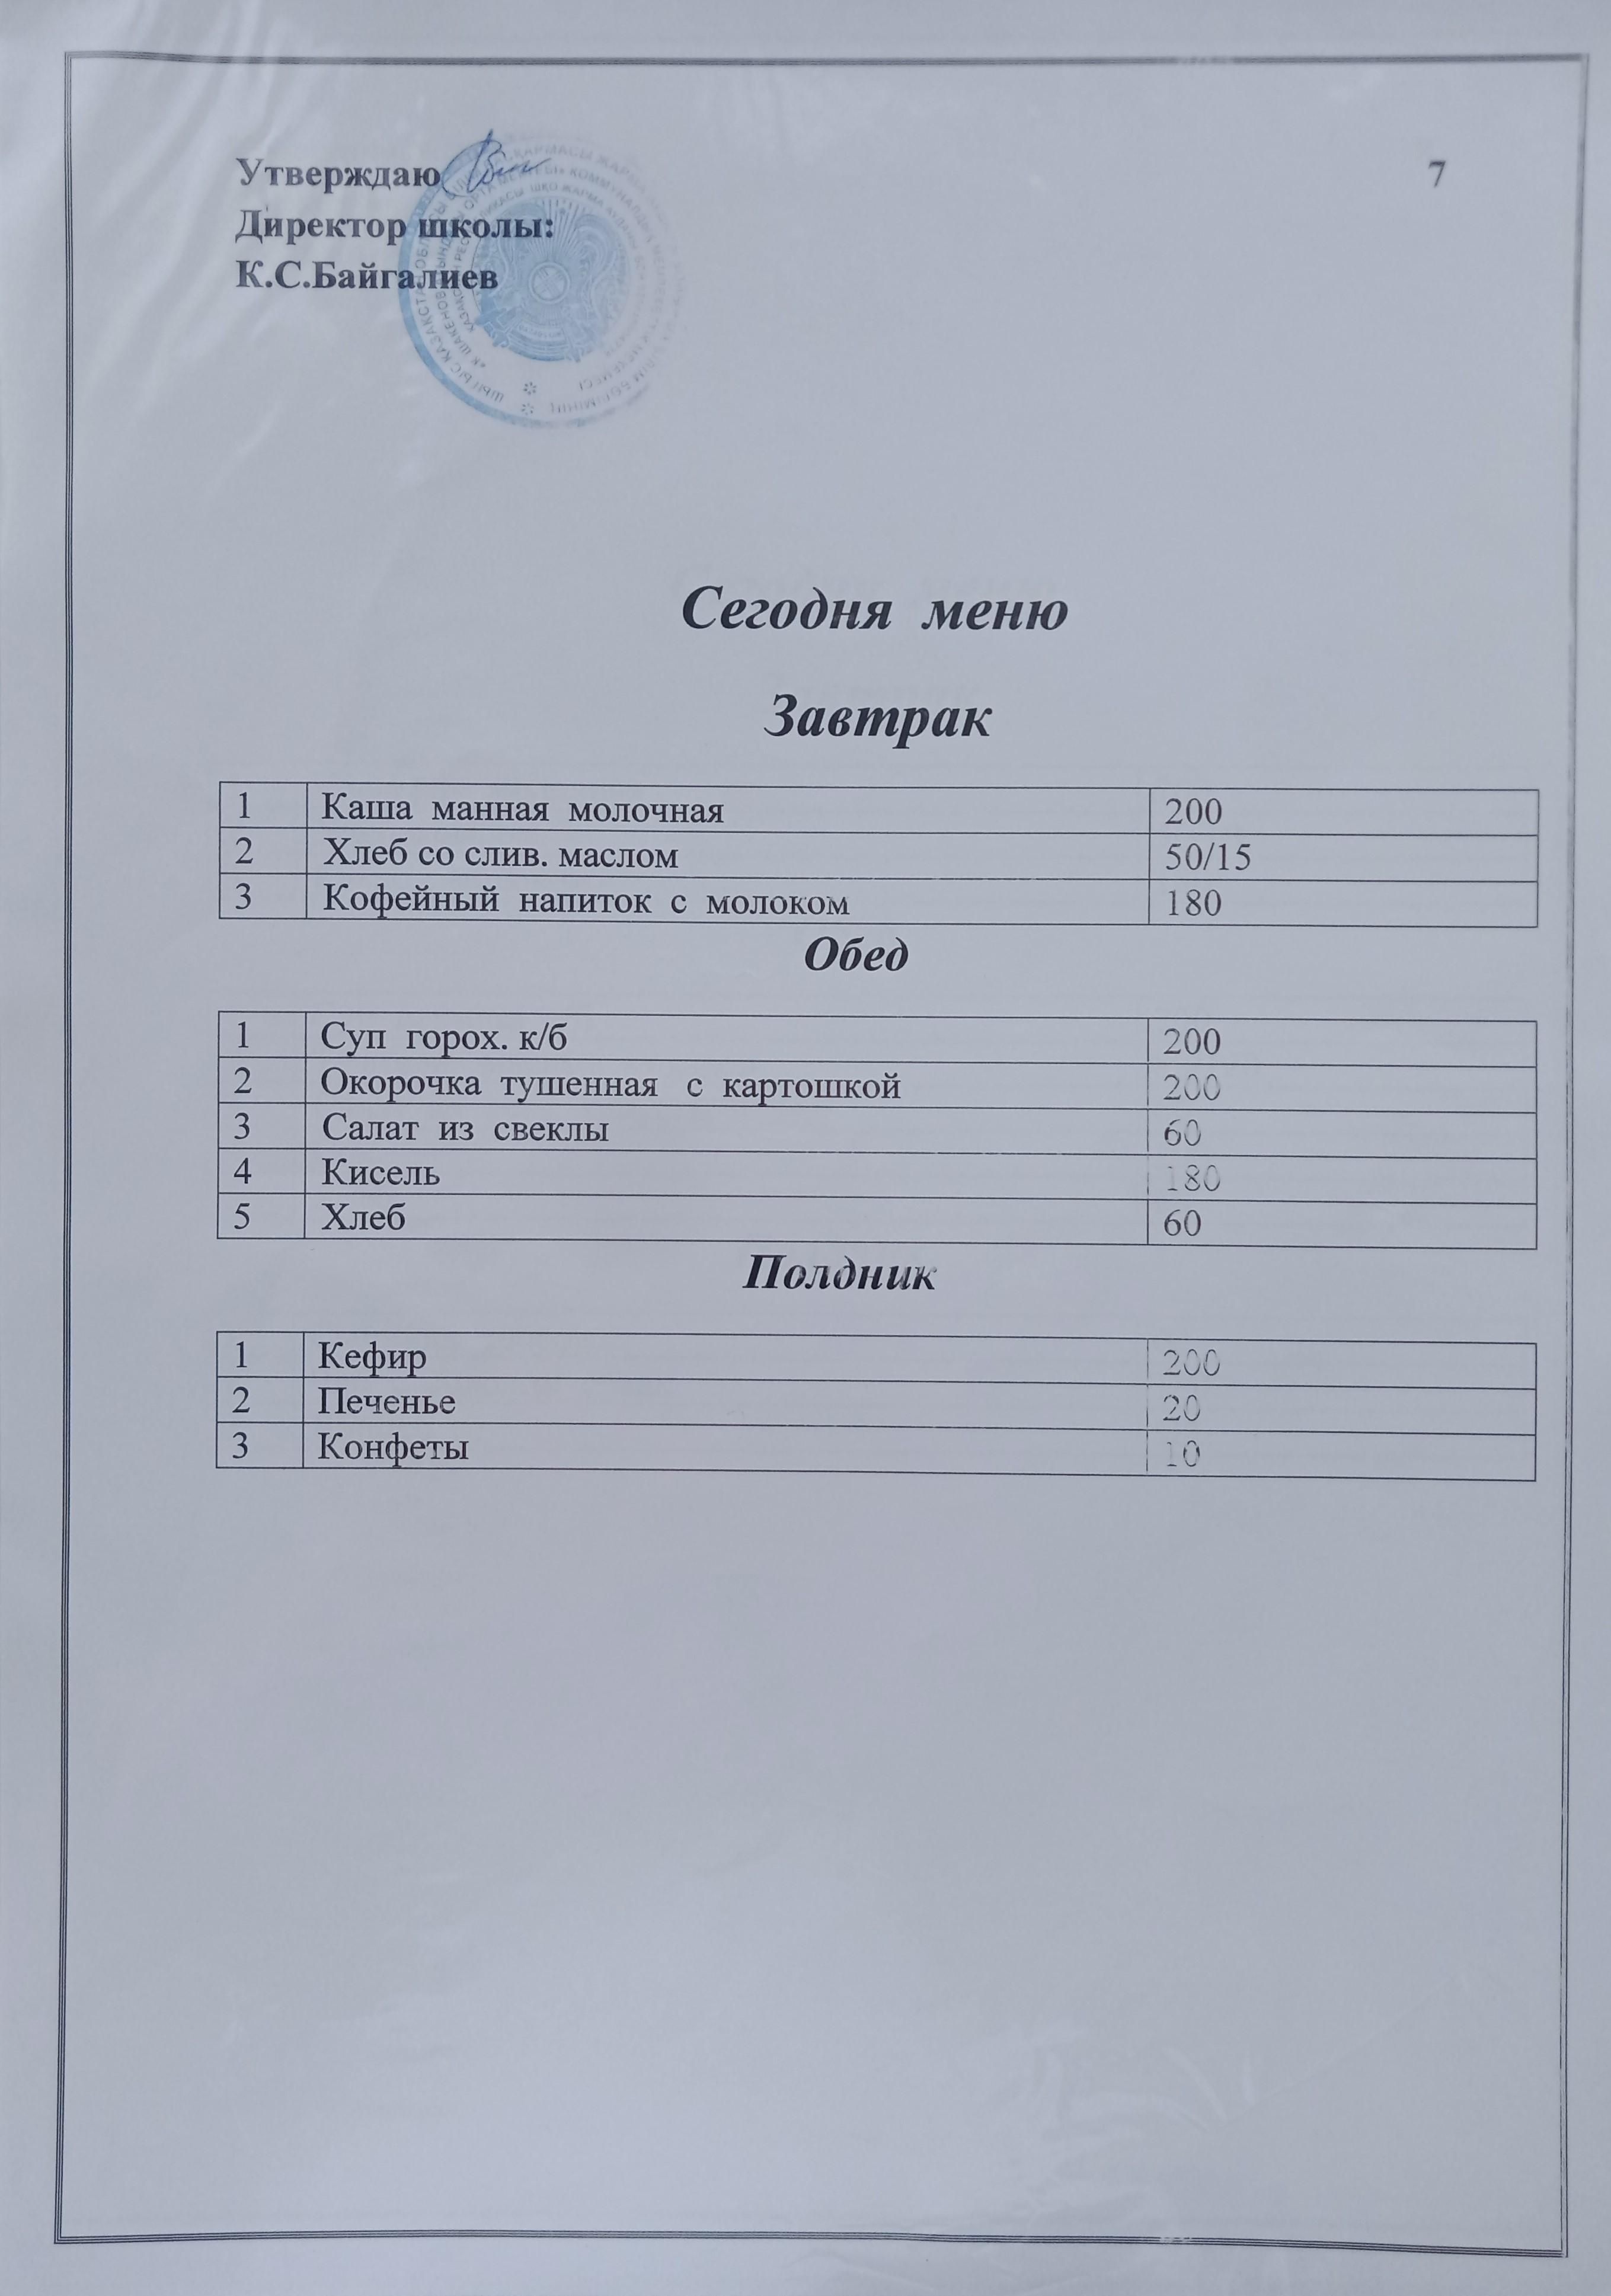 Утверждаю
7
Директор школы:
К.С.Байгалиев
Сегодня меню
Завтрак
1 Каша манная молочная 200
2 Хлеб со слив. маслом 50/15
3 Кофейный напиток с молоком 180
Обед
1 Суп горох. к/б 200
2 Окорочка тушенная с картошкой 200
3 Салат из свеклы 60
4 Кисель 180
5 Хлеб 60
Полдник
1 Кефир 200
2 Печенье 20
3 Конфеты 10